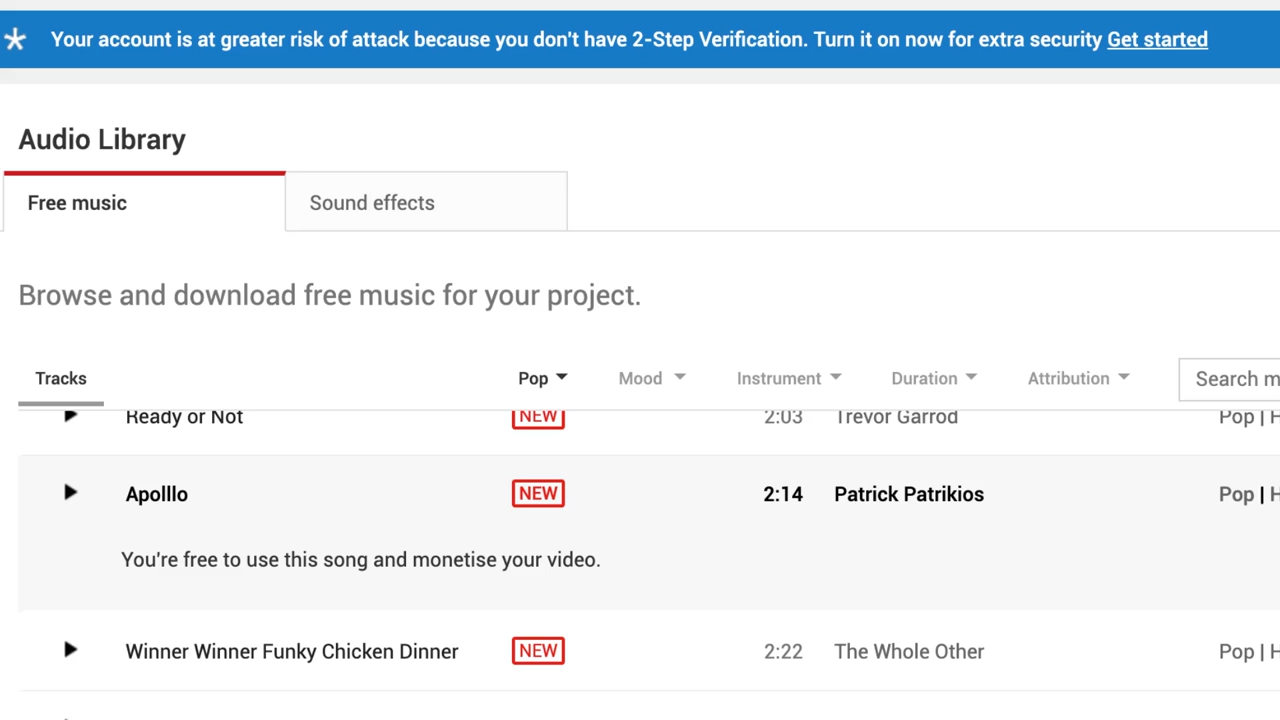 Your account is at greater risk of attack because you don't have 2-Step Verification. Turn it on now for extra security Get started
Audio Library
Free music Sound effects
Browse and download free music for your project.
Tracks Pop Mood Instrument Duration Attribution Search m
Ready or Not NEW 2:03 Trevor Garrod Pop | H
Apolllo NEW 2:14 Patrick Patrikios Pop | H
You're free to use this song and monetise your video.
Winner Winner Funky Chicken Dinner NEW 2:22 The Whole Other Pop | H